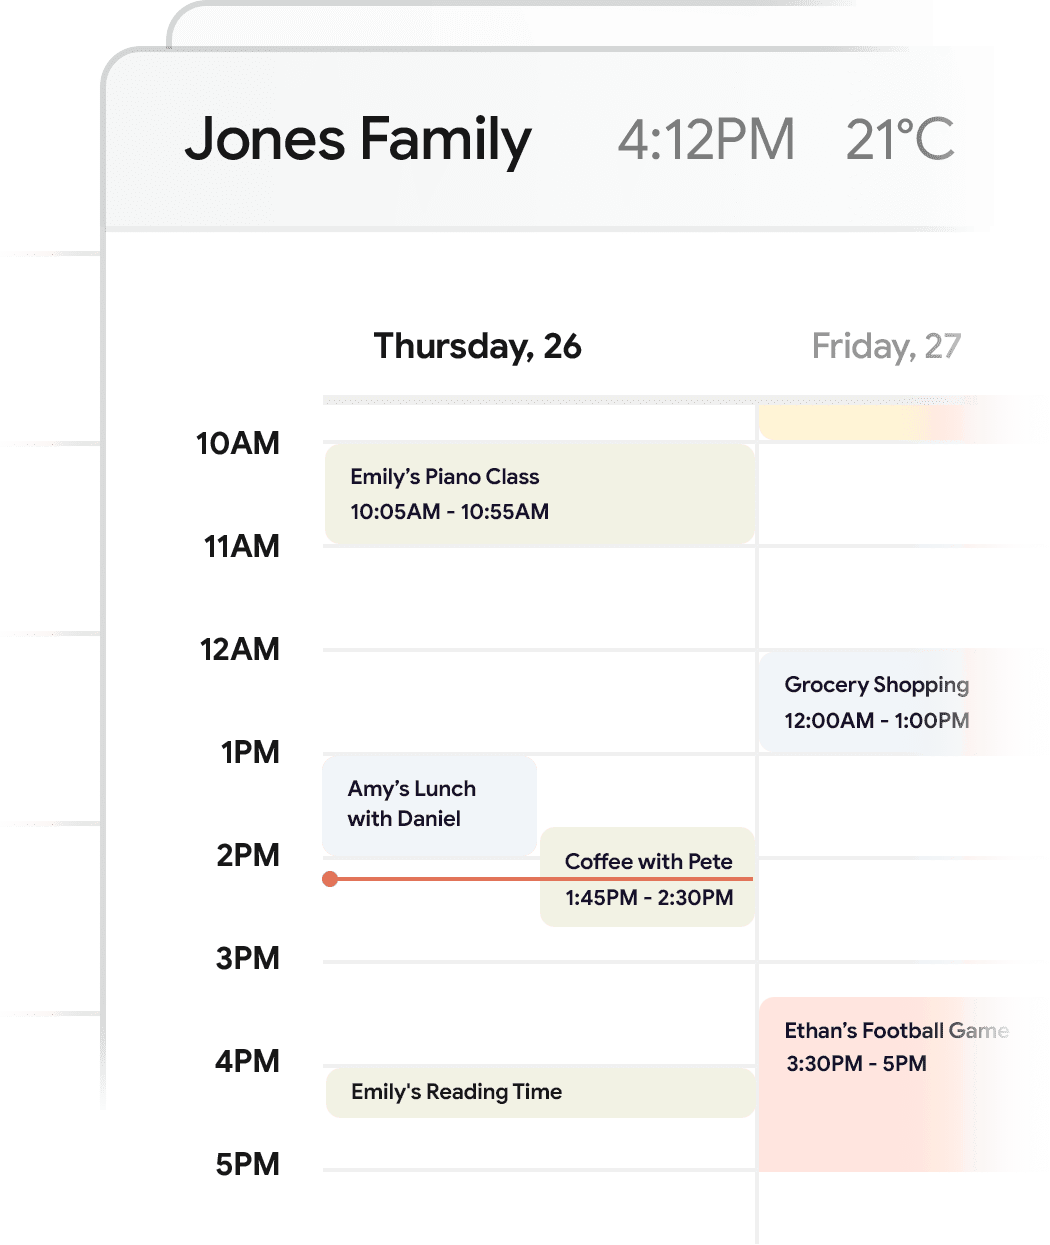 Jones Family 4:12PM 21°C
Thursday, 26 Friday, 27
10AM
Emily’s Piano Class
10:05AM - 10:55AM
11AM
12AM
Grocery Shopping
12:00AM - 1:00PM
1PM
Amy’s Lunch
with Daniel
2PM
Coffee with Pete
1:45PM - 2:30PM
3PM
Ethan’s Football Game
3:30PM - 5PM
4PM
Emily's Reading Time
5PM